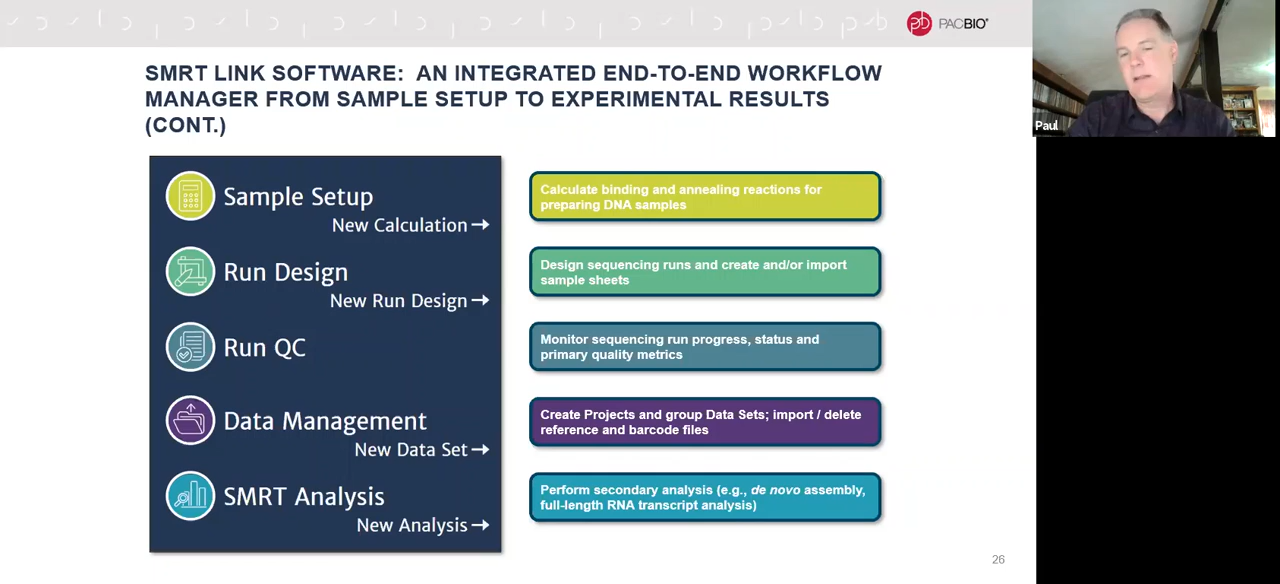 PACBIO®
SMRT LINK SOFTWARE: AN INTEGRATED END-TO-END WORKFLOW
MANAGER FROM SAMPLE SETUP TO EXPERIMENTAL RESULTS
(CONT.)
Paul
Sample Setup
New Calculation →
Calculate binding and annealing reactions for
preparing DNA samples
Run Design
New Run Design →
Design sequencing runs and create and/or import
sample sheets
Run QC
Monitor sequencing run progress, status and
primary quality metrics
Data Management
New Data Set →
Create Projects and group Data Sets; import / delete
reference and barcode files
SMRT Analysis
New Analysis →
Perform secondary analysis (e.g., de novo assembly,
full-length RNA transcript analysis)
26